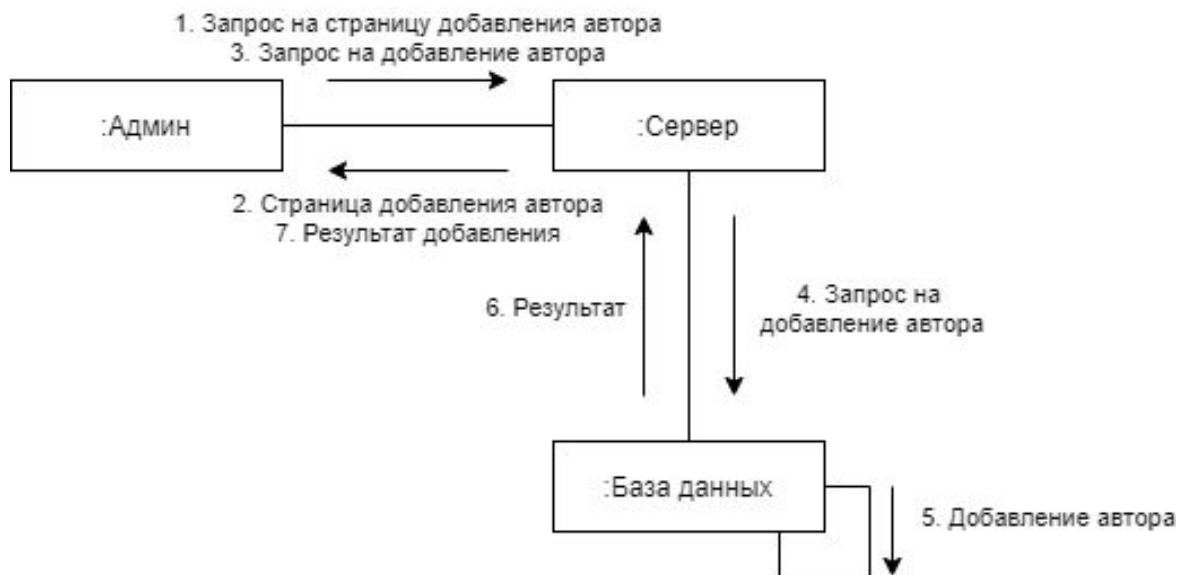 1. Запрос на страницу добавления автора
3. Запрос на добавление автора
:Админ
:Сервер
2. Страница добавления автора
7. Результат добавления
6. Результат
4. Запрос на
добавление автора
:База данных
5. Добавление автора